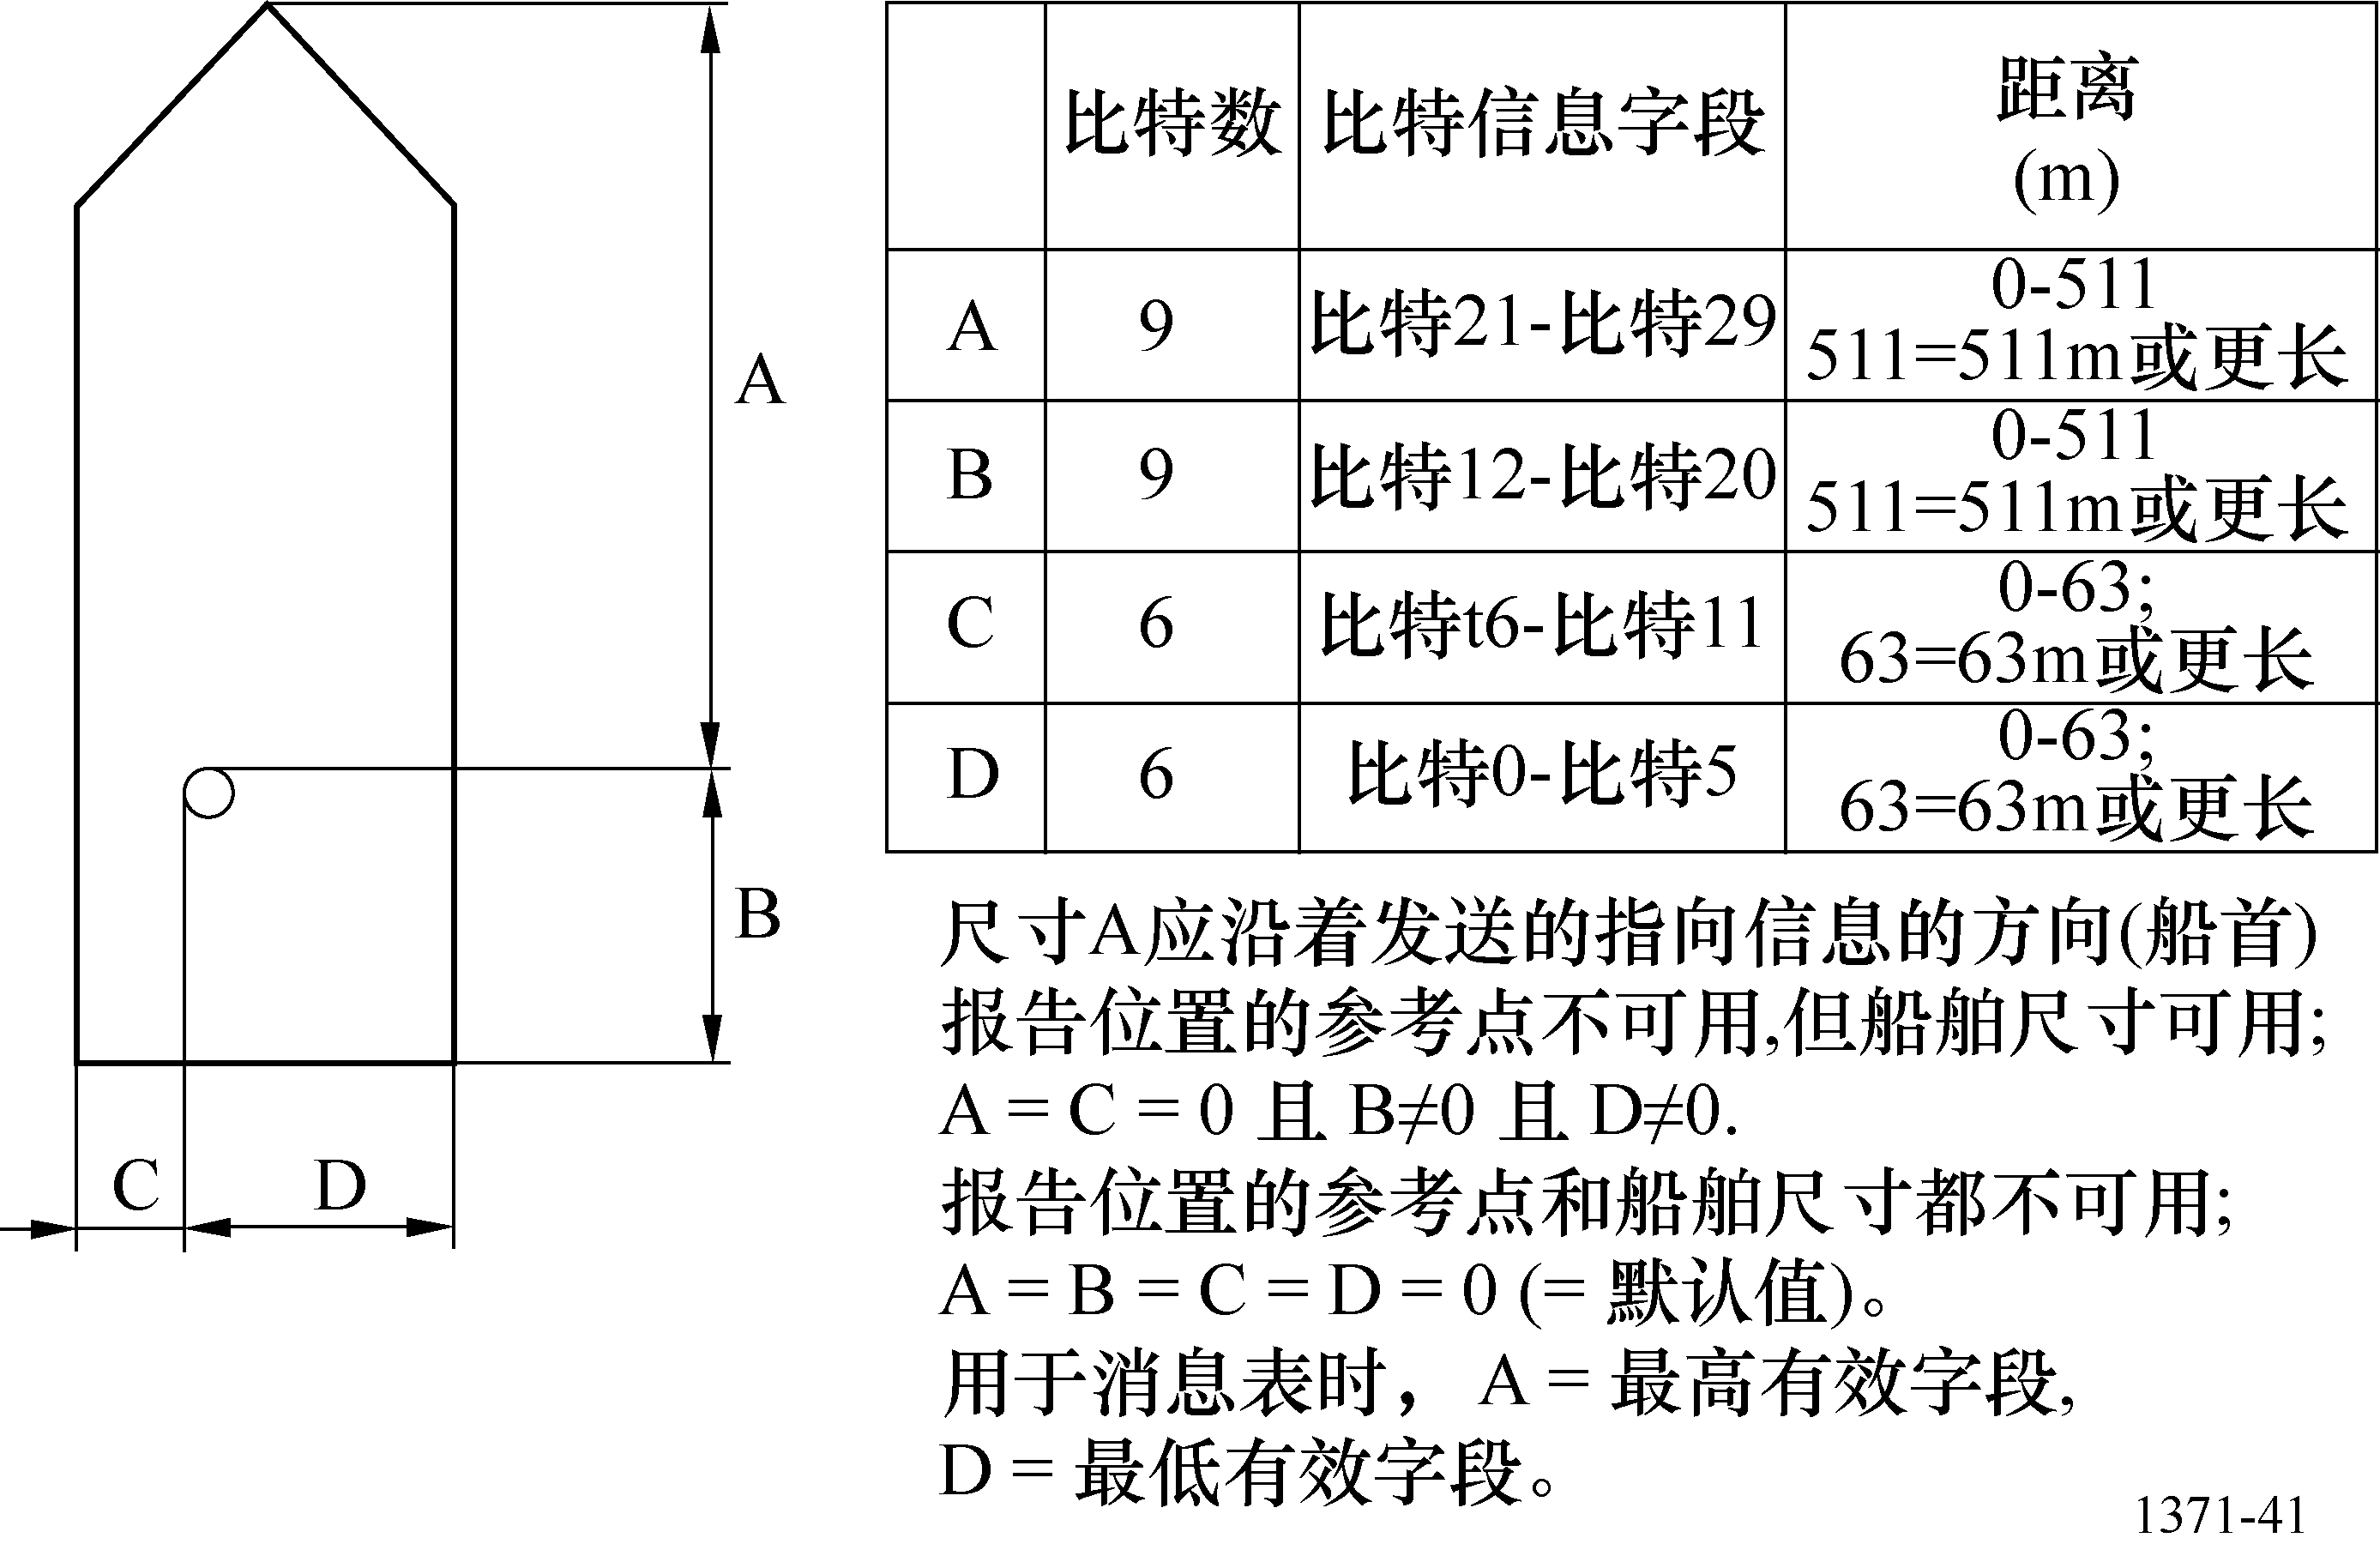 A
B
C
D
比特数
比特信息字段
距离
(m)
A
9
比特21-比特29
0-511
511=511m或更长
B
9
比特12-比特20
0-511
511=511m或更长
C
6
比特t6-比特11
0-63;
63=63m或更长
D
6
比特0-比特5
0-63;
63=63m或更长
尺寸A应沿着发送的指向信息的方向(船首)
报告位置的参考点不可用,但船舶尺寸可用;
A = C = 0 且 B≠0 且 D≠0.
报告位置的参考点和船舶尺寸都不可用;
A = B = C = D = 0 (= 默认值)。
用于消息表时， A = 最高有效字段,
D = 最低有效字段。
1371-41